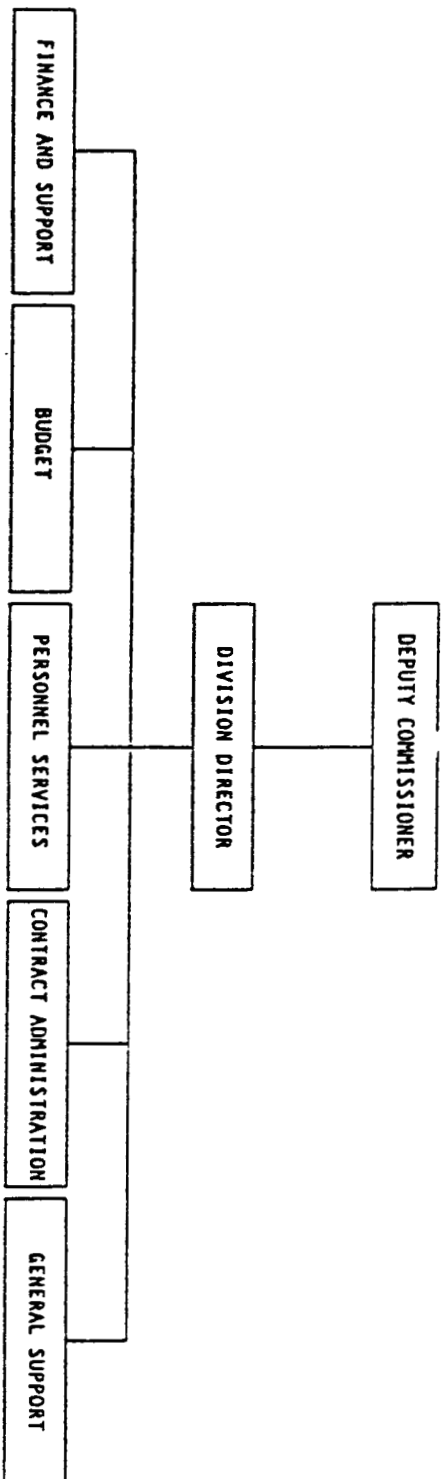 DEPUTY COMMISSIONER
DIVISION DIRECTOR
FINANCE AND SUPPORT
BUDGET
PERSONNEL SERVICES
CONTRACT ADMINISTRATION
GENERAL SUPPORT